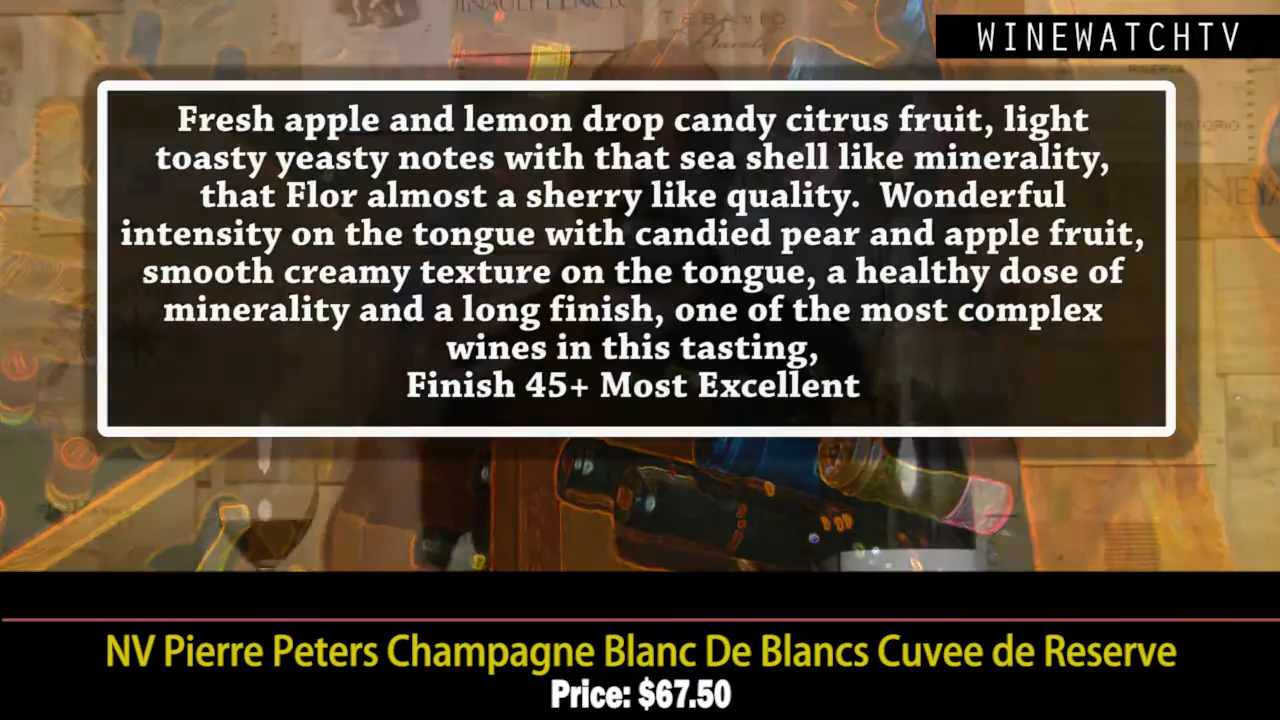 WINEWATCHTV
RISERVA
Fresh apple and lemon drop candy citrus fruit, light
toasty yeasty notes with that sea shell like minerality,
that Flor almost a sherry like quality.  Wonderful
intensity on the tongue with candied pear and apple fruit,
smooth creamy texture on the tongue, a healthy dose of
minerality and a long finish, one of the most complex
wines in this tasting,
Finish 45+ Most Excellent
NV Pierre Peters Champagne Blanc De Blancs Cuvee de Reserve
Price: $67.50